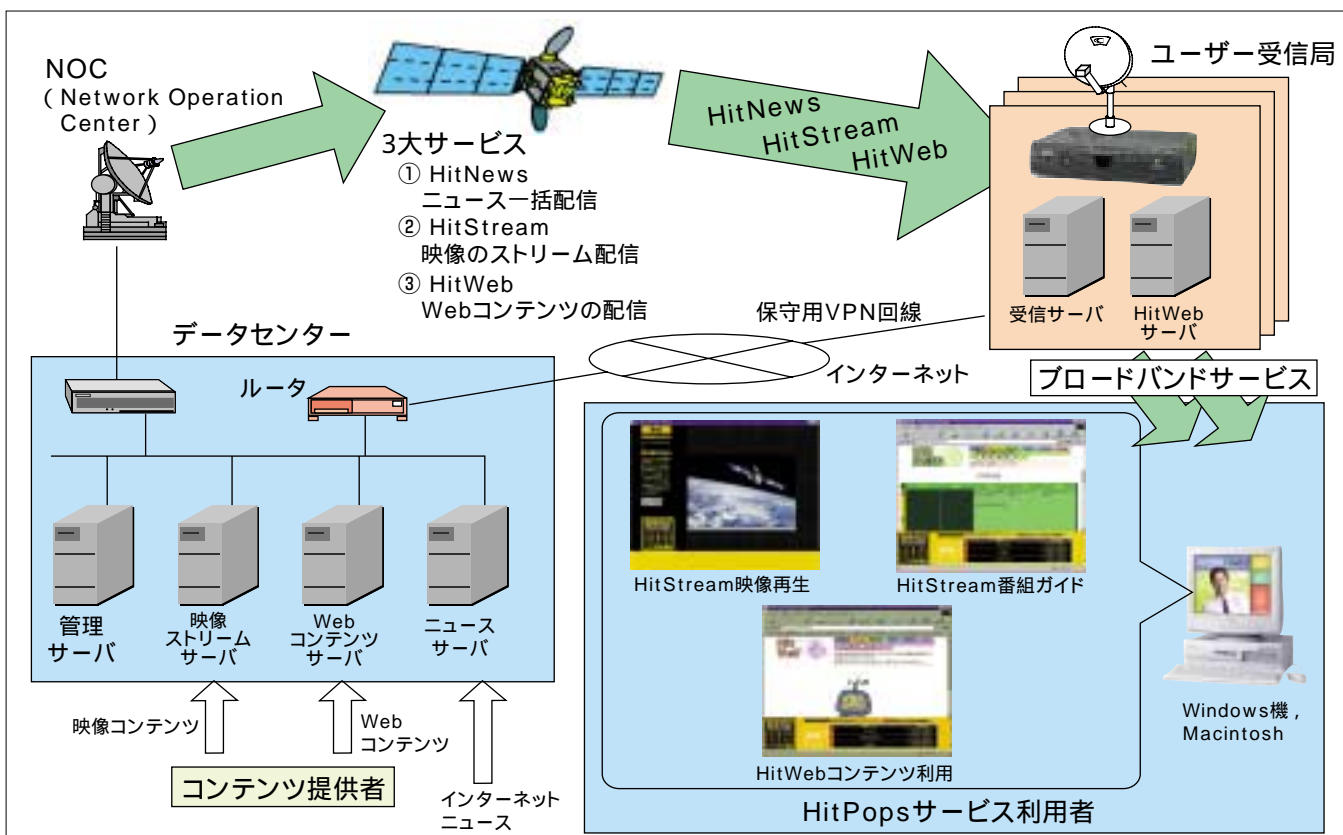 NOC
(Network Operation
Center)
3大サービス
① HitNews
ニュース一括配信
② HitStream
映像のストリーム配信
③ HitWeb
Webコンテンツの配信
HitNews
HitStream
HitWeb
ユーザー受信局
受信サーバ
HitWeb
サーバ
保守用VPN回線
インターネット
ブロードバンドサービス
データセンター
ルータ
管理
サーバ
映像
ストリーム
サーバ
Web
コンテンツ
サーバ
ニュース
サーバ
映像コンテンツ
Web
コンテンツ
コンテンツ提供者
インターネット
ニュース
HitStream映像再生
HitStream番組ガイド
HitWebコンテンツ利用
Windows機,
Macintosh
HitPopsサービス利用者